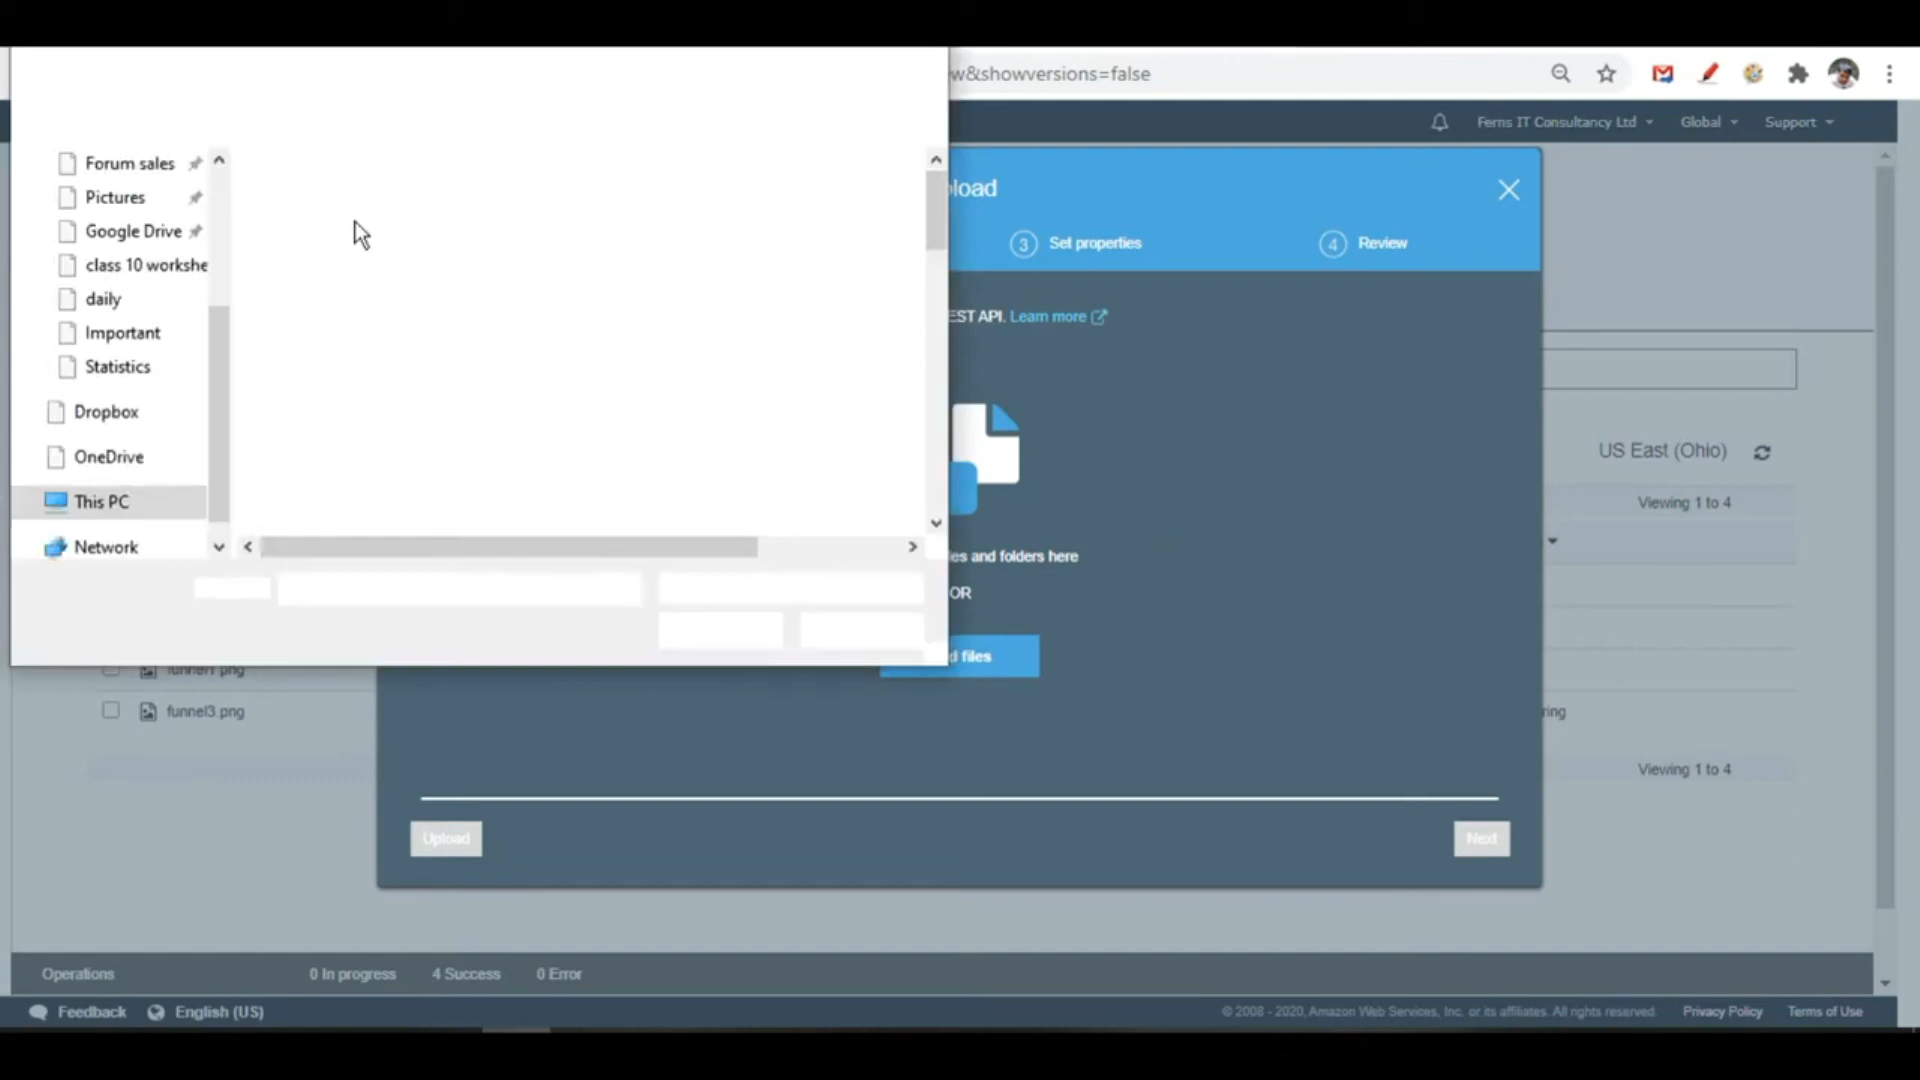 w&showversions=false
Ferns IT Consultancy Ltd
Global
Support
Forum sales
Pictures
Google Drive
class 10 workshe
daily
Important
Statistics
Dropbox
OneDrive
This PC
Network
load
3 Set properties
4 Review
EST API. Learn more
les and folders here
OR
d files
US East (Ohio)
Viewing 1 to 4
funnel1.png
funnel3.png
ring
Viewing 1 to 4
Upload
Next
Operations
0 In progress
4 Success
0 Error
Feedback
English (US)
© 2008 - 2020, Amazon Web Services, Inc. or its affiliates. All rights reserved.
Privacy Policy
Terms of Use